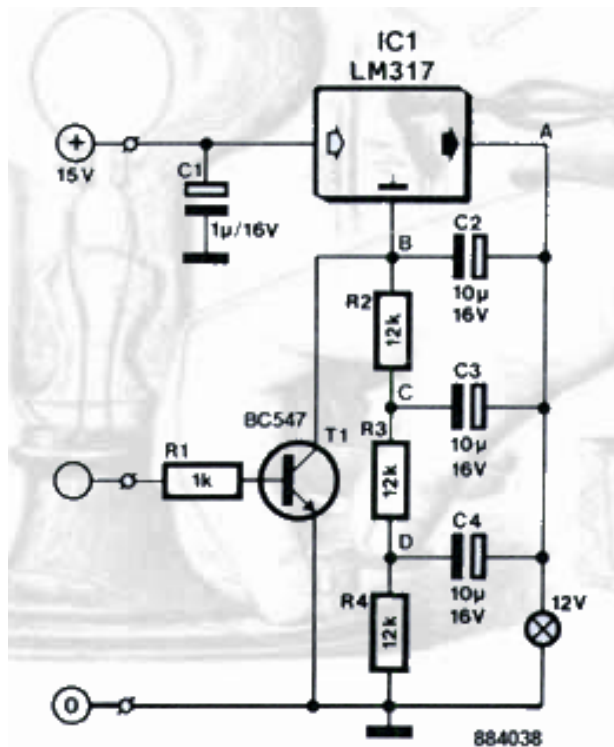 IC1
LM317
A
+
15V
C1
1µ/16V
B
C2
10µ
16V
R2
12k
C
C3
10µ
16V
BC547
T1
R3
12k
R1
1k
D
C4
10µ
16V
R4
12k
12V
0
884038